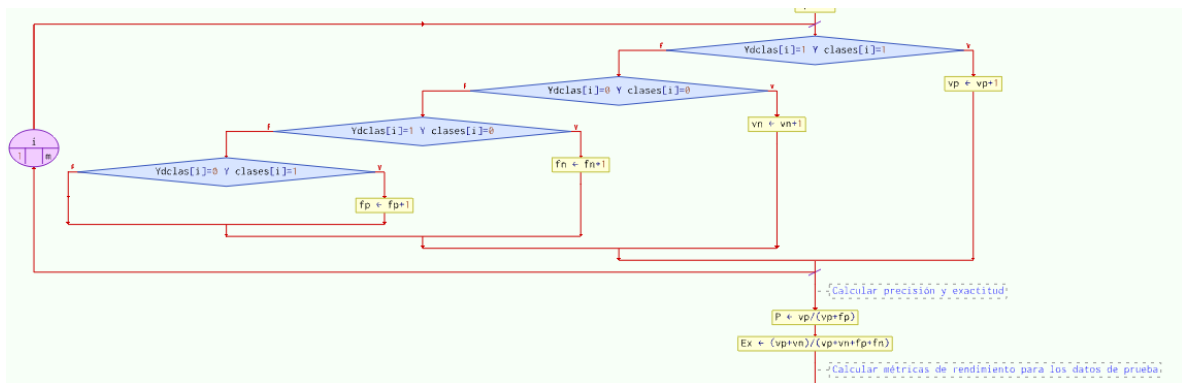 Ydclas[i]=1 Y clases[i]=1
F
V
vp ← vp+1
Ydclas[i]=0 Y clases[i]=0
F
V
vn ← vn+1
Ydclas[i]=1 Y clases[i]=0
F
V
i
1
m
fn ← fn+1
Ydclas[i]=0 Y clases[i]=1
F
V
fp ← fp+1
Calcular precisión y exactitud
P ← vp/(vp+fp)
Ex ← (vp+vn)/(vp+vn+fp+fn)
Calcular métricas de rendimiento para los datos de prueba